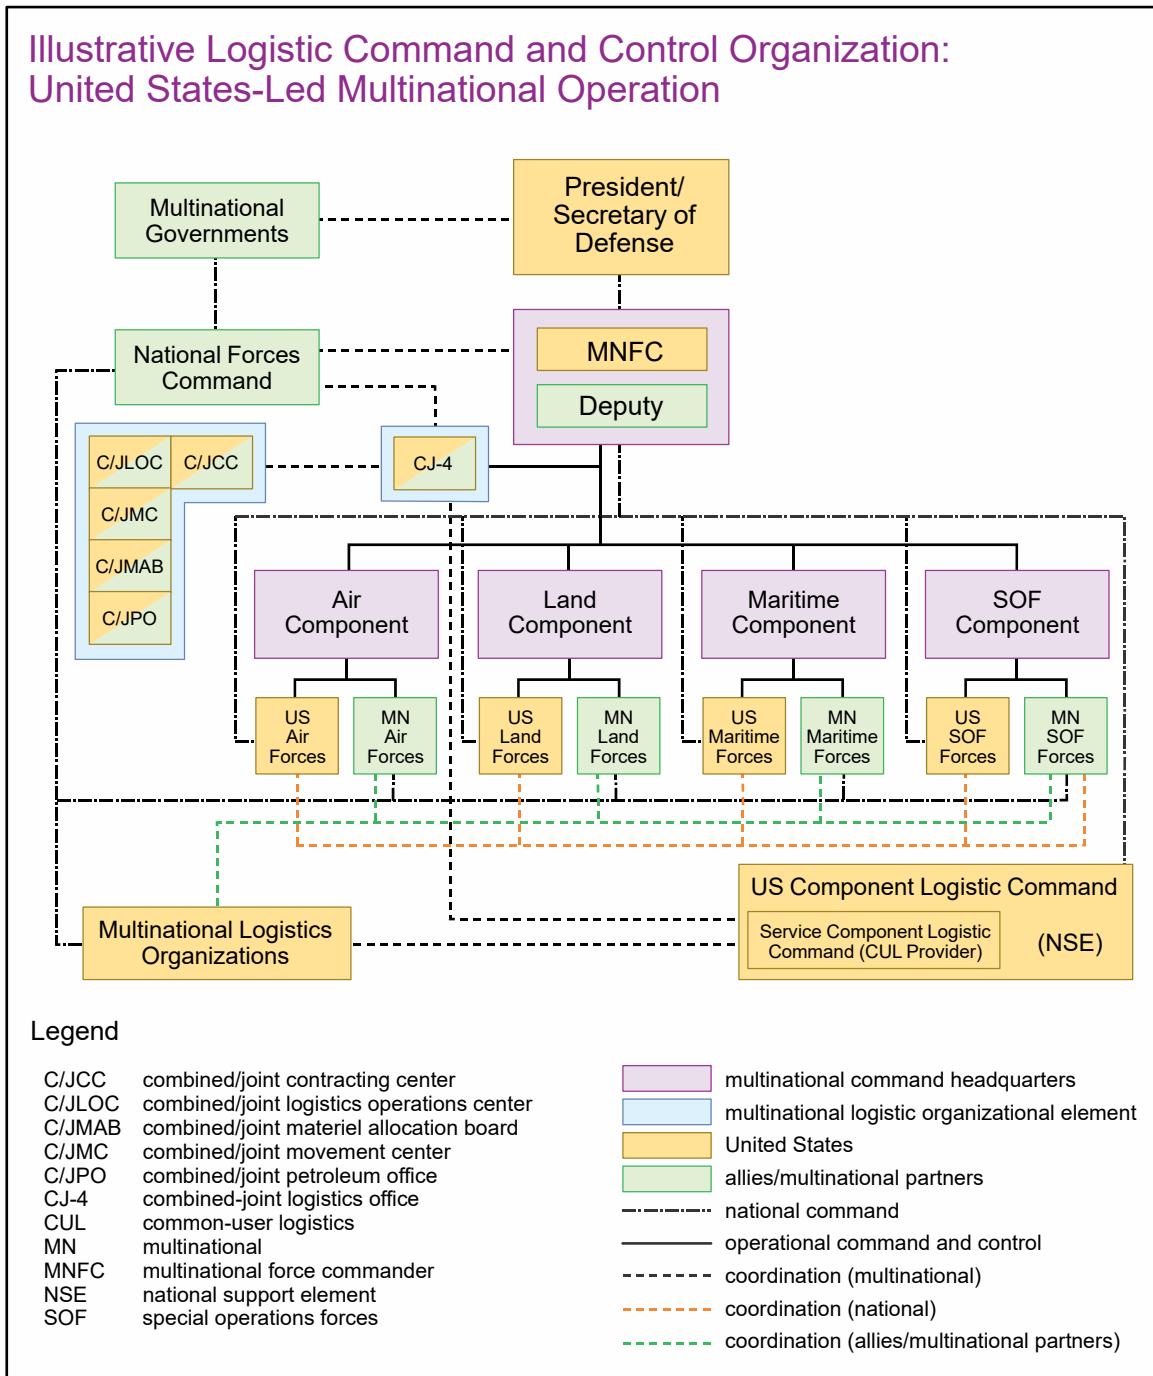 Illustrative Logistic Command and Control Organization:
United States-Led Multinational Operation
President/
Secretary of
Defense
Multinational
Governments
MNFC
Deputy
National Forces
Command
C/JLOC
C/JCC
C/JMC
C/JMAB
C/JPO
CJ-4
Air
Component
Land
Component
Maritime
Component
SOF
Component
US
Air
Forces
MN
Air
Forces
US
Land
Forces
MN
Land
Forces
US
Maritime
Forces
MN
Maritime
Forces
US
SOF
Forces
MN
SOF
Forces
Multinational Logistics
Organizations
US Component Logistic Command
Service Component Logistic
Command (CUL Provider)
(NSE)
Legend
C/JCC combined/joint contracting center
C/JLOC combined/joint logistics operations center
C/JMAB combined/joint materiel allocation board
C/JMC combined/joint movement center
C/JPO combined/joint petroleum office
CJ-4 combined-joint logistics office
CUL common-user logistics
MN multinational
MNFC multinational force commander
NSE national support element
SOF special operations forces
multinational command headquarters
multinational logistic organizational element
United States
allies/multinational partners
national command
operational command and control
coordination (multinational)
coordination (national)
coordination (allies/multinational partners)